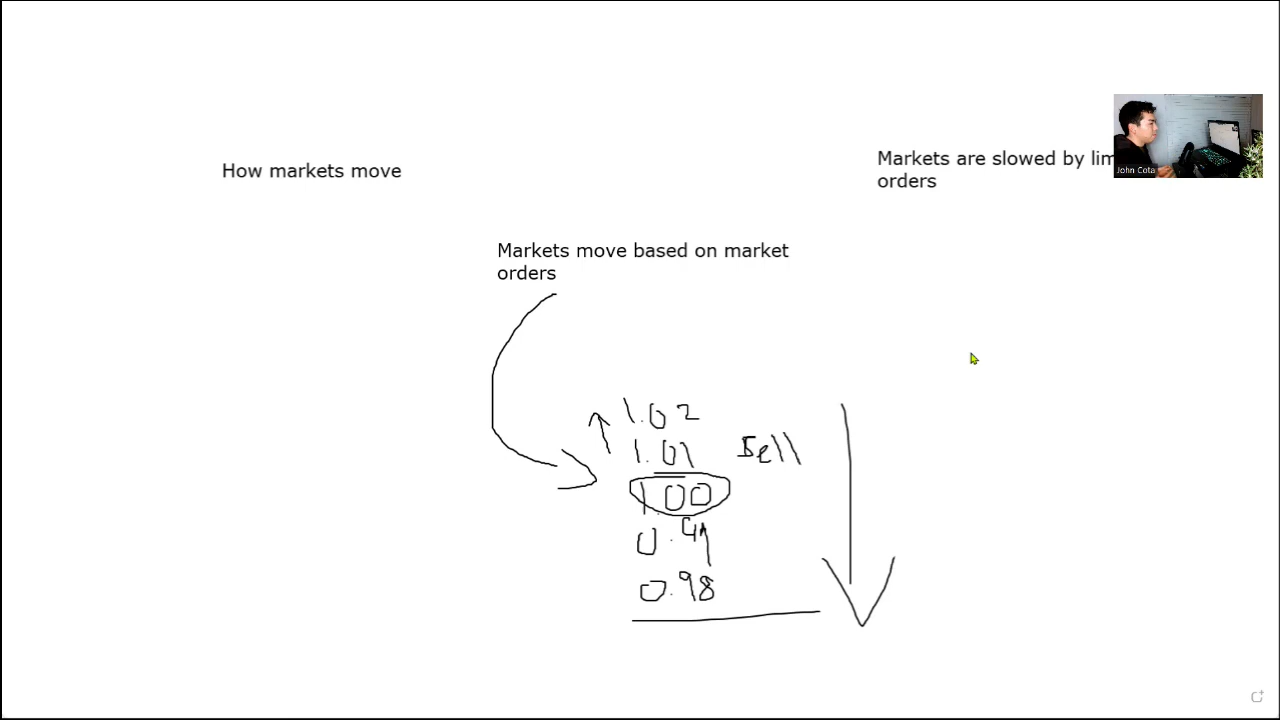 How markets move
Markets are slowed by lim
orders
John Cota
Markets move based on market
orders
1.02
1.01 Sell
1.00
0.99
0.98